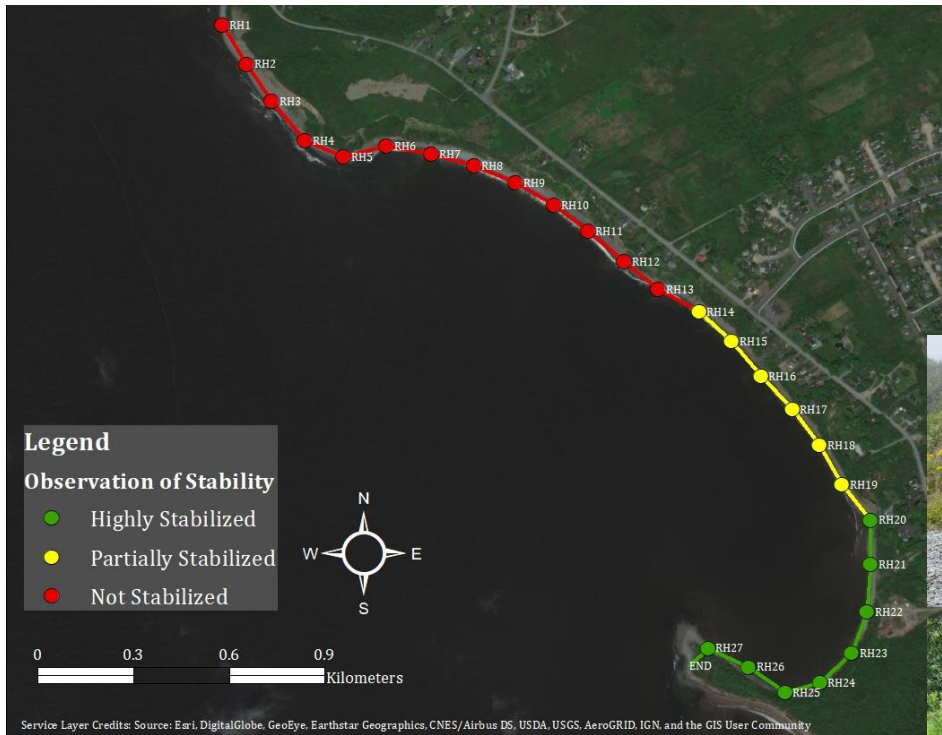 RH1
RH2
RH3
RH4
RH5
RH6
RH7
RH8
RH9
RH10
RH11
RH12
RH13
RH14
RH15
RH16
RH17
RH18
RH19
RH20
RH21
RH22
RH23
RH24
RH25
RH26
RH27
END
Legend
Observation of Stability
Highly Stabilized
Partially Stabilized
Not Stabilized
N
W E
S
0 0.3 0.6 0.9
Kilometers
Service Layer Credits: Source: Esri, DigitalGlobe, GeoEye, Earthstar Geographics, CNES/Airbus DS, USDA, USGS, AeroGRID, IGN, and the GIS User Community